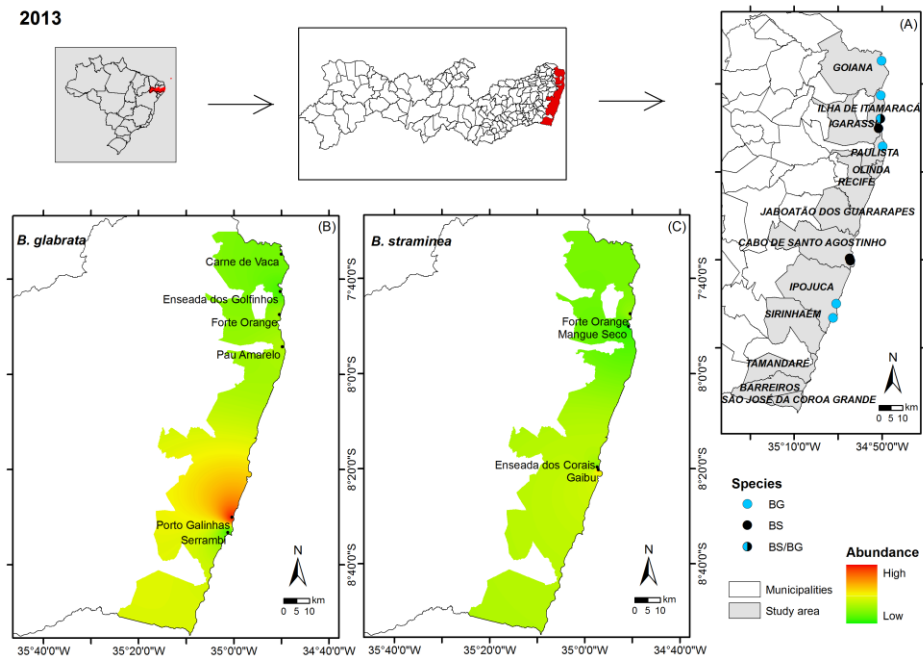 2013
(A)
GOIANA
ILHA DE ITAMARACÁ
IGARASS
PAULISTA
OLINDA
RECIFE
JABOATÃO DOS GUARARAPES
CABO DE SANTO AGOSTINHO
IPOJUCA
SIRINHAÉM
TAMANDARÉ
BARREIROS
SÃO JOSÉ DA COROA GRANDE
N
0 5 10 km
35°10'0"W 34°50'0"W
(B)
B. glabrata
Carne de Vaca
Enseada dos Golfinhos
Forte Orange
Pau Amarelo
Porto Galinhas
Serrambi
N
0 5 10 km
35°40'0"W 35°20'0"W 35°0'0"W 34°40'0"W
(C)
B. straminea
Forte Orange
Mangue Seco
Enseada dos Corais
Gaibu
N
0 5 10 km
35°40'0"W 35°20'0"W 35°0'0"W 34°40'0"W
7°40'0"S
8°0'0"S
8°20'0"S
8°40'0"S
Species
BG
BS
BS/BG
Municipalities
Study area
Abundance
High
Low